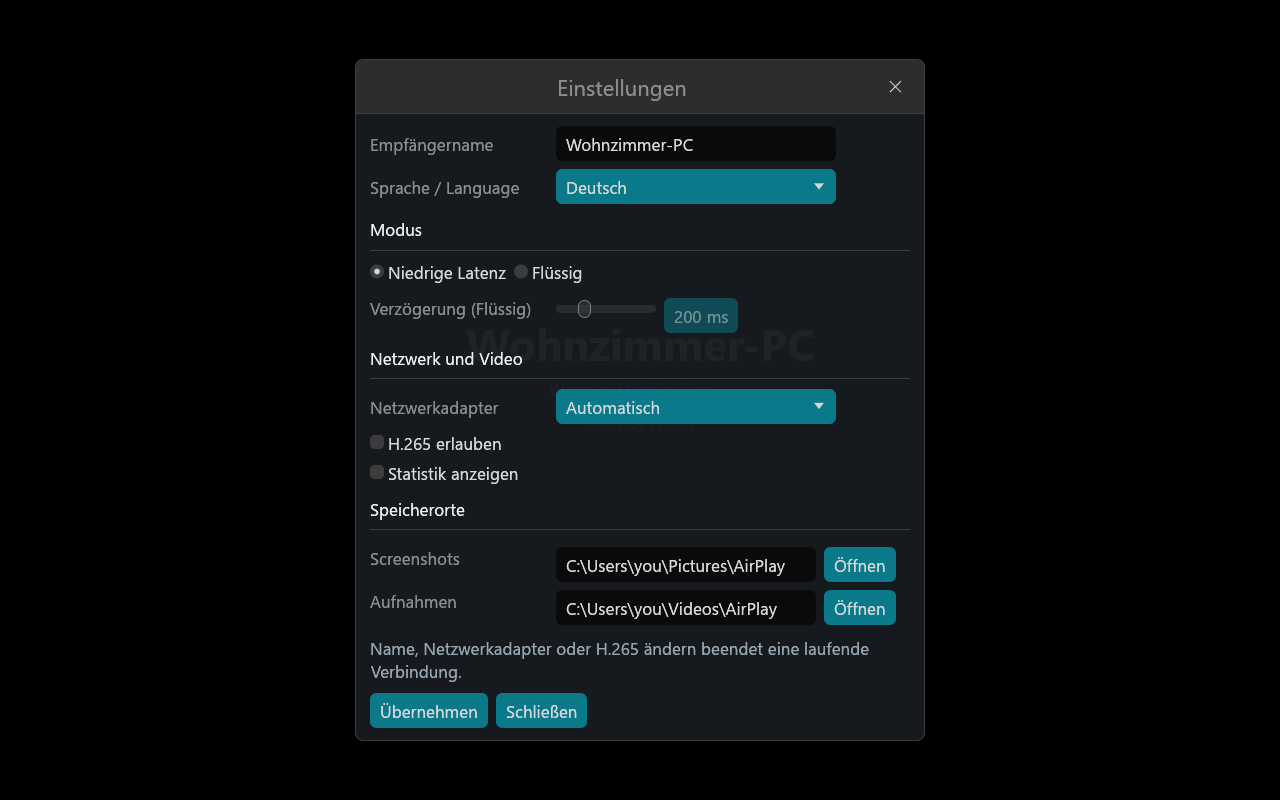 Einstellungen
Empfängername
Wohnzimmer-PC
Sprache / Language
Deutsch
Modus
Niedrige Latenz
Flüssig
Verzögerung (Flüssig)
200 ms
Wohnzimmer-PC
Netzwerk und Video
Netzwerkadapter
Automatisch
H.265 erlauben
Statistik anzeigen
Speicherorte
Screenshots
C:\Users\you\Pictures\AirPlay
Öffnen
Aufnahmen
C:\Users\you\Videos\AirPlay
Öffnen
Name, Netzwerkadapter oder H.265 ändern beendet eine laufende
Verbindung.
Übernehmen
Schließen